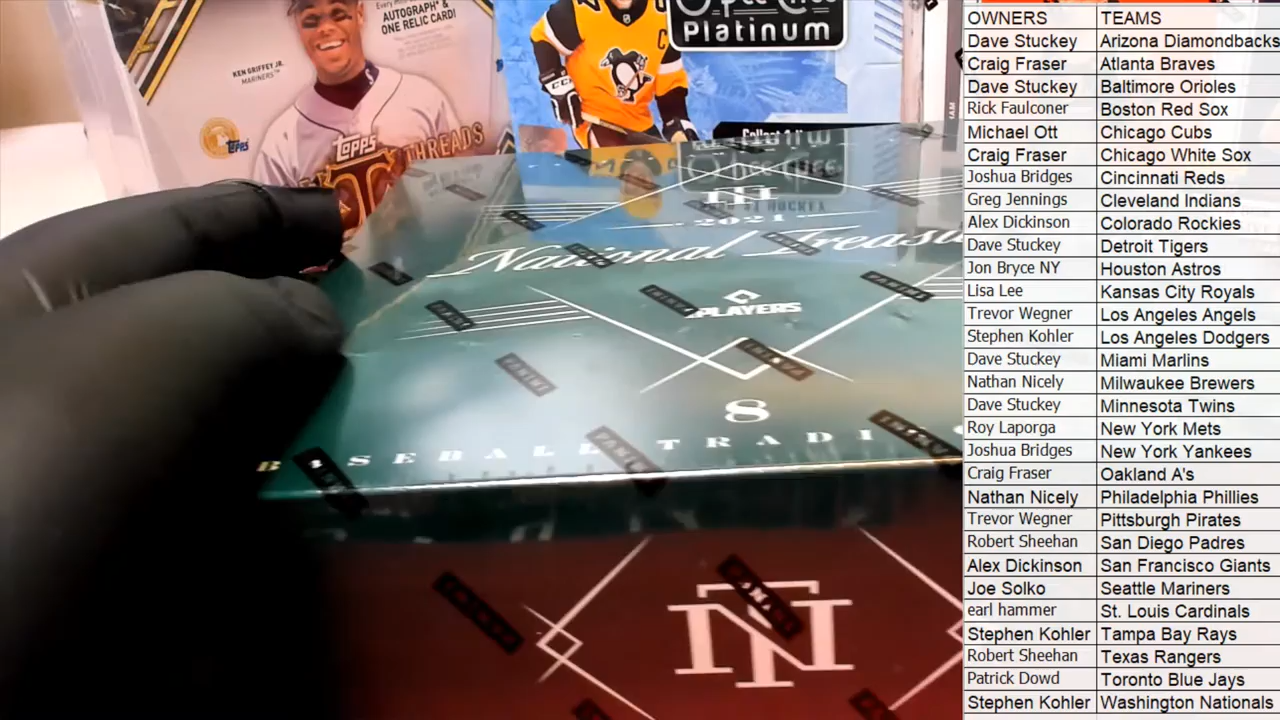 Every
AUTOGRAPH* &
ONE RELIC CARD!
KEN GRIFFEY JR.
MARINERS™
Topps
TOPPS
THREADS
Platinum
2021
National Treasu
PLAYERS
8
BASEBALL TRADI
NT
OWNERS TEAMS
Dave Stuckey Arizona Diamondbacks
Craig Fraser Atlanta Braves
Dave Stuckey Baltimore Orioles
Rick Faulconer Boston Red Sox
Michael Ott Chicago Cubs
Craig Fraser Chicago White Sox
Joshua Bridges Cincinnati Reds
Greg Jennings Cleveland Indians
Alex Dickinson Colorado Rockies
Dave Stuckey Detroit Tigers
Jon Bryce NY Houston Astros
Lisa Lee Kansas City Royals
Trevor Wegner Los Angeles Angels
Stephen Kohler Los Angeles Dodgers
Dave Stuckey Miami Marlins
Nathan Nicely Milwaukee Brewers
Dave Stuckey Minnesota Twins
Roy Laporga New York Mets
Joshua Bridges New York Yankees
Craig Fraser Oakland A's
Nathan Nicely Philadelphia Phillies
Trevor Wegner Pittsburgh Pirates
Robert Sheehan San Diego Padres
Alex Dickinson San Francisco Giants
Joe Solko Seattle Mariners
earl hammer St. Louis Cardinals
Stephen Kohler Tampa Bay Rays
Robert Sheehan Texas Rangers
Patrick Dowd Toronto Blue Jays
Stephen Kohler Washington Nationals